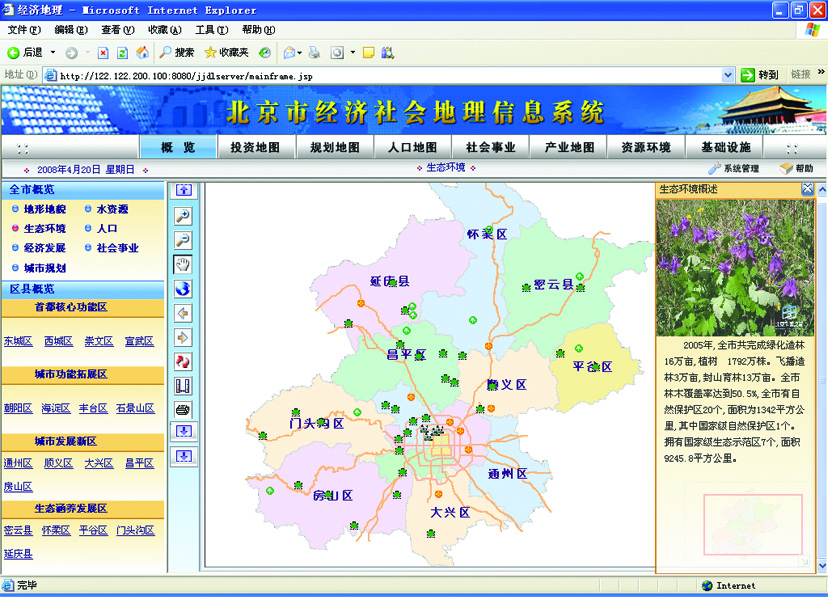 经济地理 - Microsoft Internet Explorer
文件(F) 编辑(E) 查看(V) 收藏(A) 工具(T) 帮助(H)
后退 搜索 收藏夹
地址(D) http://122.122.200.100:8080/jjdlserver/mainframe.jsp 转到 链接 »
北京市经济社会地理信息系统
概 览 投资地图 规划地图 人口地图 社会事业 产业地图 资源环境 基础设施
2008年4月20日 星期日 生态环境 系统管理 帮助
全市概览
地形地貌 水资源
生态环境 人口
经济发展 社会事业
城市规划
区县概览
首都核心功能区
东城区 西城区 崇文区 宣武区
城市功能拓展区
朝阳区 海淀区 丰台区 石景山区
城市发展新区
通州区 顺义区 大兴区 昌平区
房山区
生态涵养发展区
密云县 怀柔区 平谷区 门头沟区
延庆县
怀柔区
延庆县
密云县
昌平区
平谷区
顺义区
门头沟区
通州区
房山区
大兴区
生态环境概述
2005年,全市共完成绿化造林
16万亩,植树 1792万株。飞播造
林3万亩,封山育林13万亩。全市
林木覆盖率达到50.5%,全市有自
然保护区20个,面积为1342平方公
里,其中国家级自然保护区1个。
拥有国家级生态示范区7个,面积
9245.8平方公里。
完毕 Internet